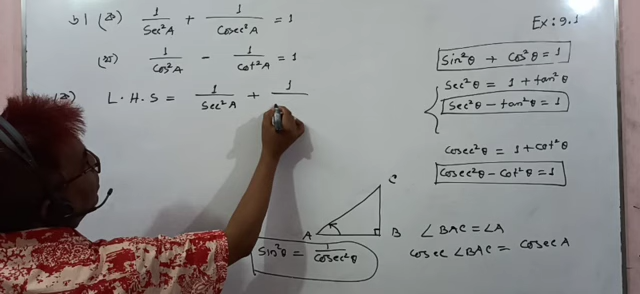 Ex: 9.1
৮। (ক) 1/Sec²A + 1/Cosec²A = 1
(খ) 1/Cos²A − 1/Cot²A = 1
L.H.S = 1/Sec²A + 1/
Sin²θ + Cos²θ = 1
Sec²θ = 1 + tan²θ
Sec²θ − tan²θ = 1
Cosec²θ = 1 + Cot²θ
Cosec²θ − Cot²θ = 1
C
A B
∠BAC = ∠A
Cosec ∠BAC = Cosec A
Sin²θ = 1/Cosec²θ